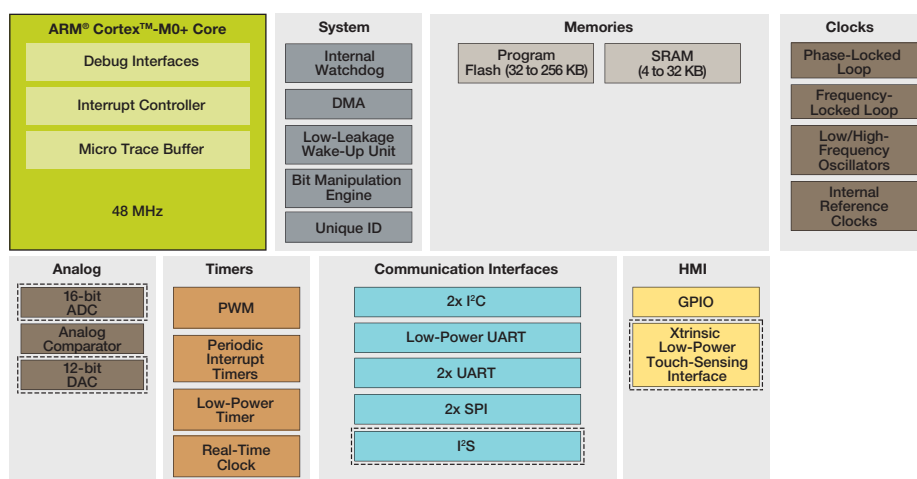 ARM® Cortex™-M0+ Core
Debug Interfaces
Interrupt Controller
Micro Trace Buffer
48 MHz
System
Internal
Watchdog
DMA
Low-Leakage
Wake-Up Unit
Bit Manipulation
Engine
Unique ID
Memories
Program
Flash (32 to 256 KB)
SRAM
(4 to 32 KB)
Clocks
Phase-Locked
Loop
Frequency-
Locked Loop
Low/High-
Frequency
Oscillators
Internal
Reference
Clocks
Analog
16-bit
ADC
Analog
Comparator
12-bit
DAC
Timers
PWM
Periodic
Interrupt
Timers
Low-Power
Timer
Real-Time
Clock
Communication Interfaces
2x I²C
Low-Power UART
2x UART
2x SPI
I²S
HMI
GPIO
Xtrinsic
Low-Power
Touch-Sensing
Interface